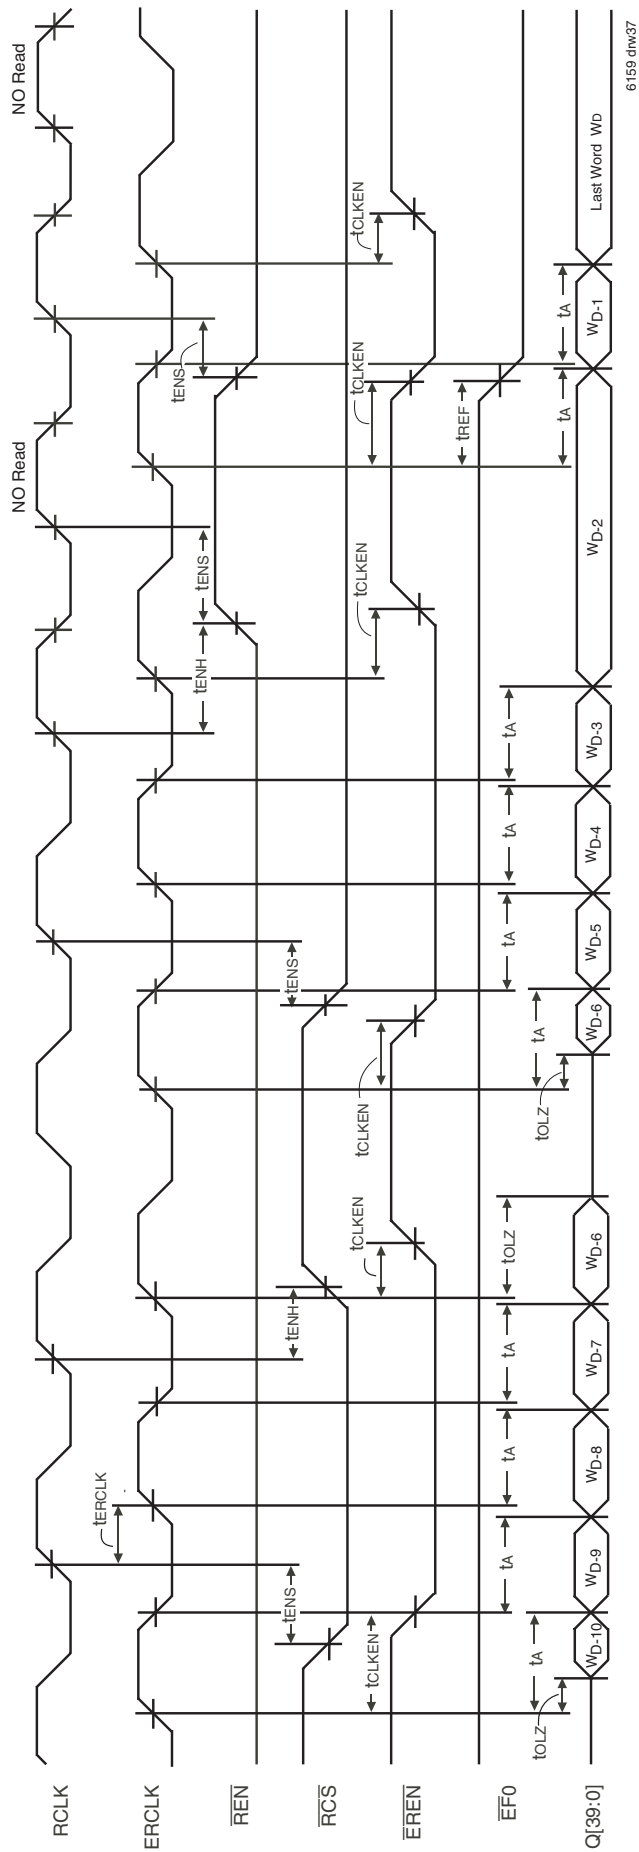 NO Read
NO Read
RCLK
tERCLK
ERCLK
tENH
tENS
tENS
REN
tENS
tENH
tENS
RCS
tCLKEN
tCLKEN
tCLKEN
tCLKEN
tCLKEN
tCLKEN
EREN
tREF
EF0
tA
tOLZ
tA
tA
tA
tOLZ
tOLZ
tA
tA
tA
tA
tA
tA
Q[39:0]
WD-10
WD-9
WD-8
WD-7
WD-6
WD-6
WD-5
WD-4
WD-3
WD-2
WD-1
Last Word WD
6159 drw37